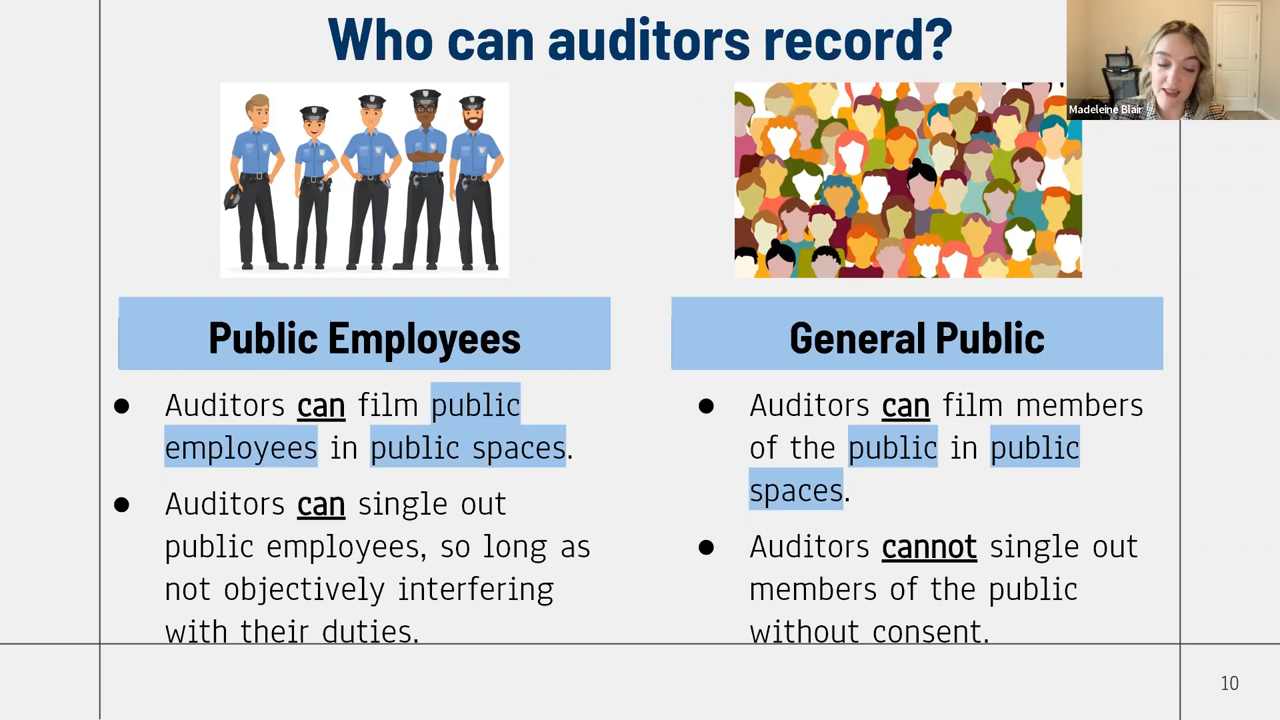 Who can auditors record?
Madeleine Blair
Public Employees
● Auditors can film public
employees in public spaces.
● Auditors can single out
public employees, so long as
not objectively interfering
with their duties.
General Public
● Auditors can film members
of the public in public
spaces.
● Auditors cannot single out
members of the public
without consent.
10